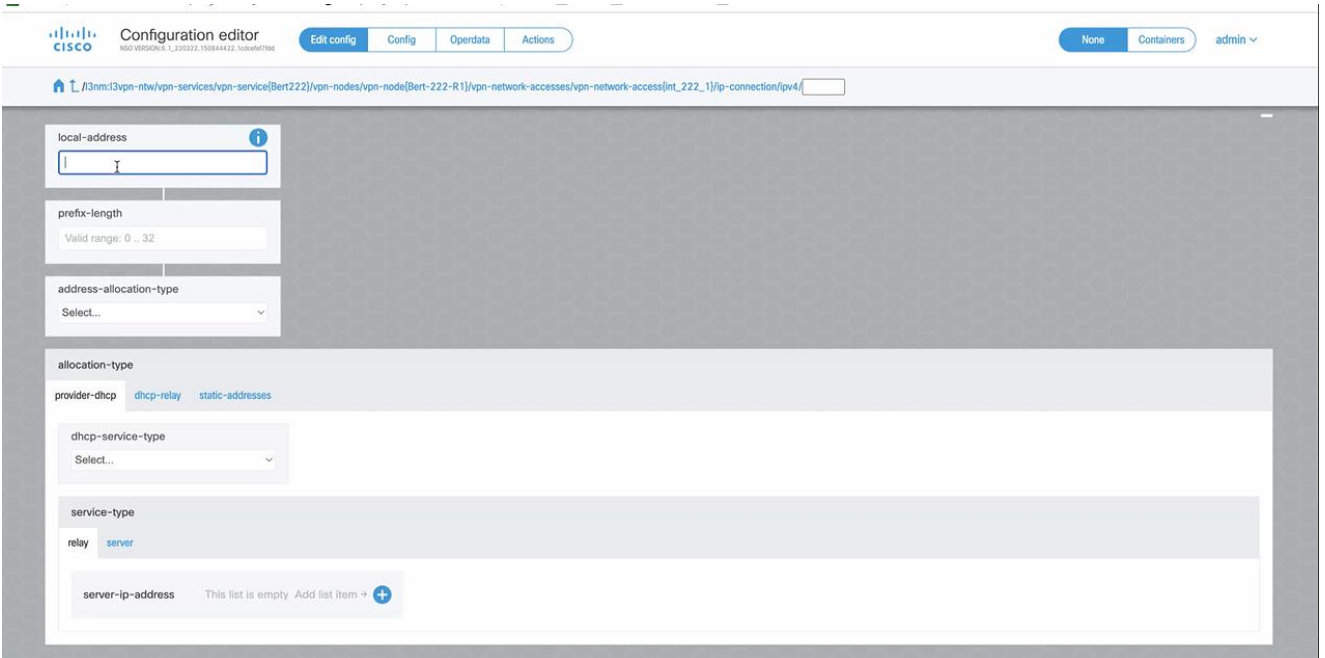 CISCO
Configuration editor
Edit config
Config
Operdata
Actions
None
Containers
admin
/l3nm:l3vpn-ntw/vpn-services/vpn-service{Bert222}/vpn-nodes/vpn-node{Bert-222-R1}/vpn-network-accesses/vpn-network-access{int_222_1}/ip-connection/ipv4/
local-address
prefix-length
Valid range: 0 .. 32
address-allocation-type
Select...
allocation-type
provider-dhcp
dhcp-relay
static-addresses
dhcp-service-type
Select...
service-type
relay
server
server-ip-address
This list is empty Add list item →